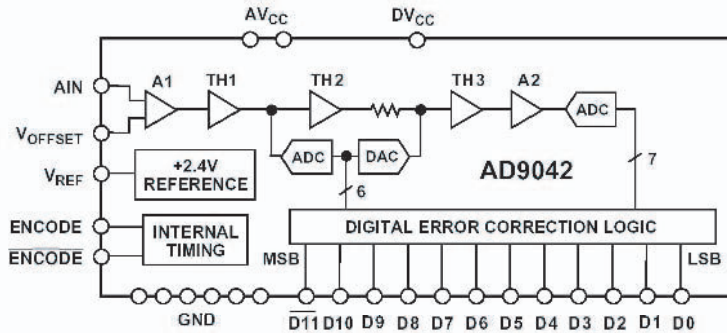 AVCC DVCC
AIN A1 TH1 TH2 TH3 A2
ADC
VOFFSET
ADC DAC
AD9042
7
VREF +2.4V
REFERENCE
6
ENCODE
INTERNAL
TIMING
DIGITAL ERROR CORRECTION LOGIC
ENCODE
MSB LSB
GND D11 D10 D9 D8 D7 D6 D5 D4 D3 D2 D1 D0